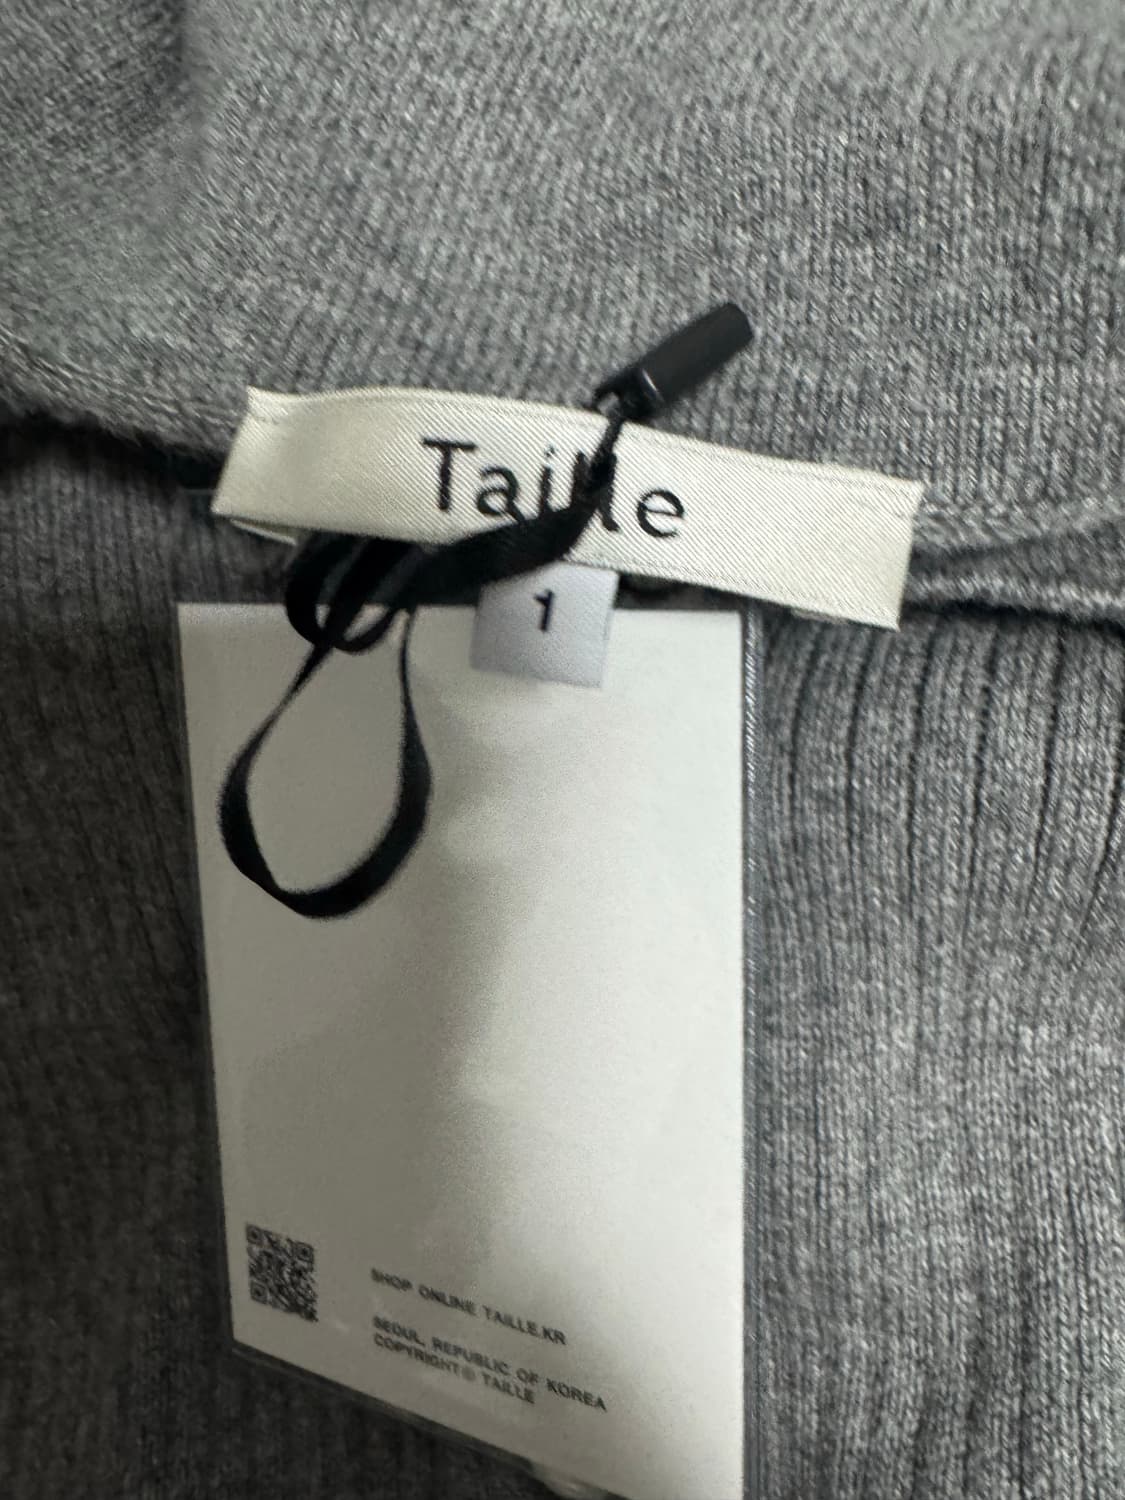 Taille
1
SHOP ONLINE TAILLE.KR
SEOUL, REPUBLIC OF KOREA
COPYRIGHT© TAILLE